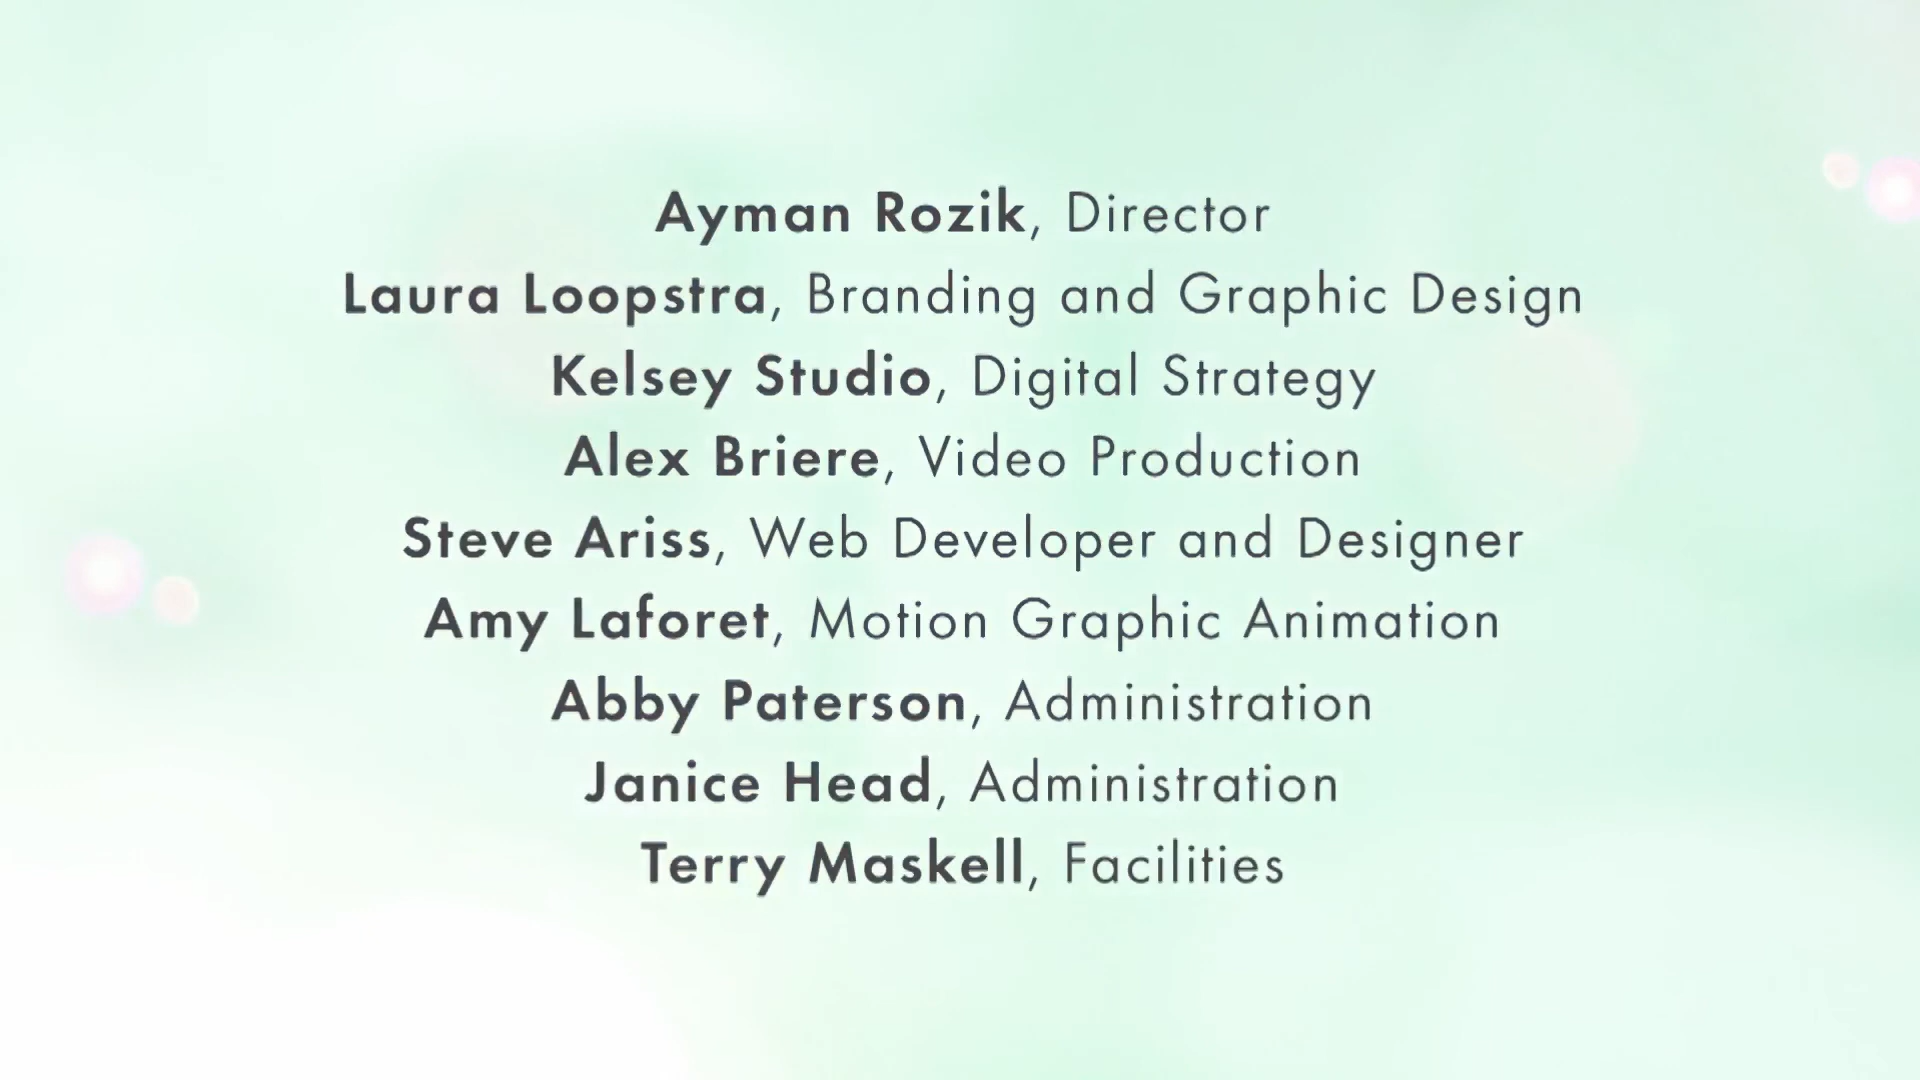 Ayman Rozik, Director
Laura Loopstra, Branding and Graphic Design
Kelsey Studio, Digital Strategy
Alex Briere, Video Production
Steve Ariss, Web Developer and Designer
Amy Laforet, Motion Graphic Animation
Abby Paterson, Administration
Janice Head, Administration
Terry Maskell, Facilities